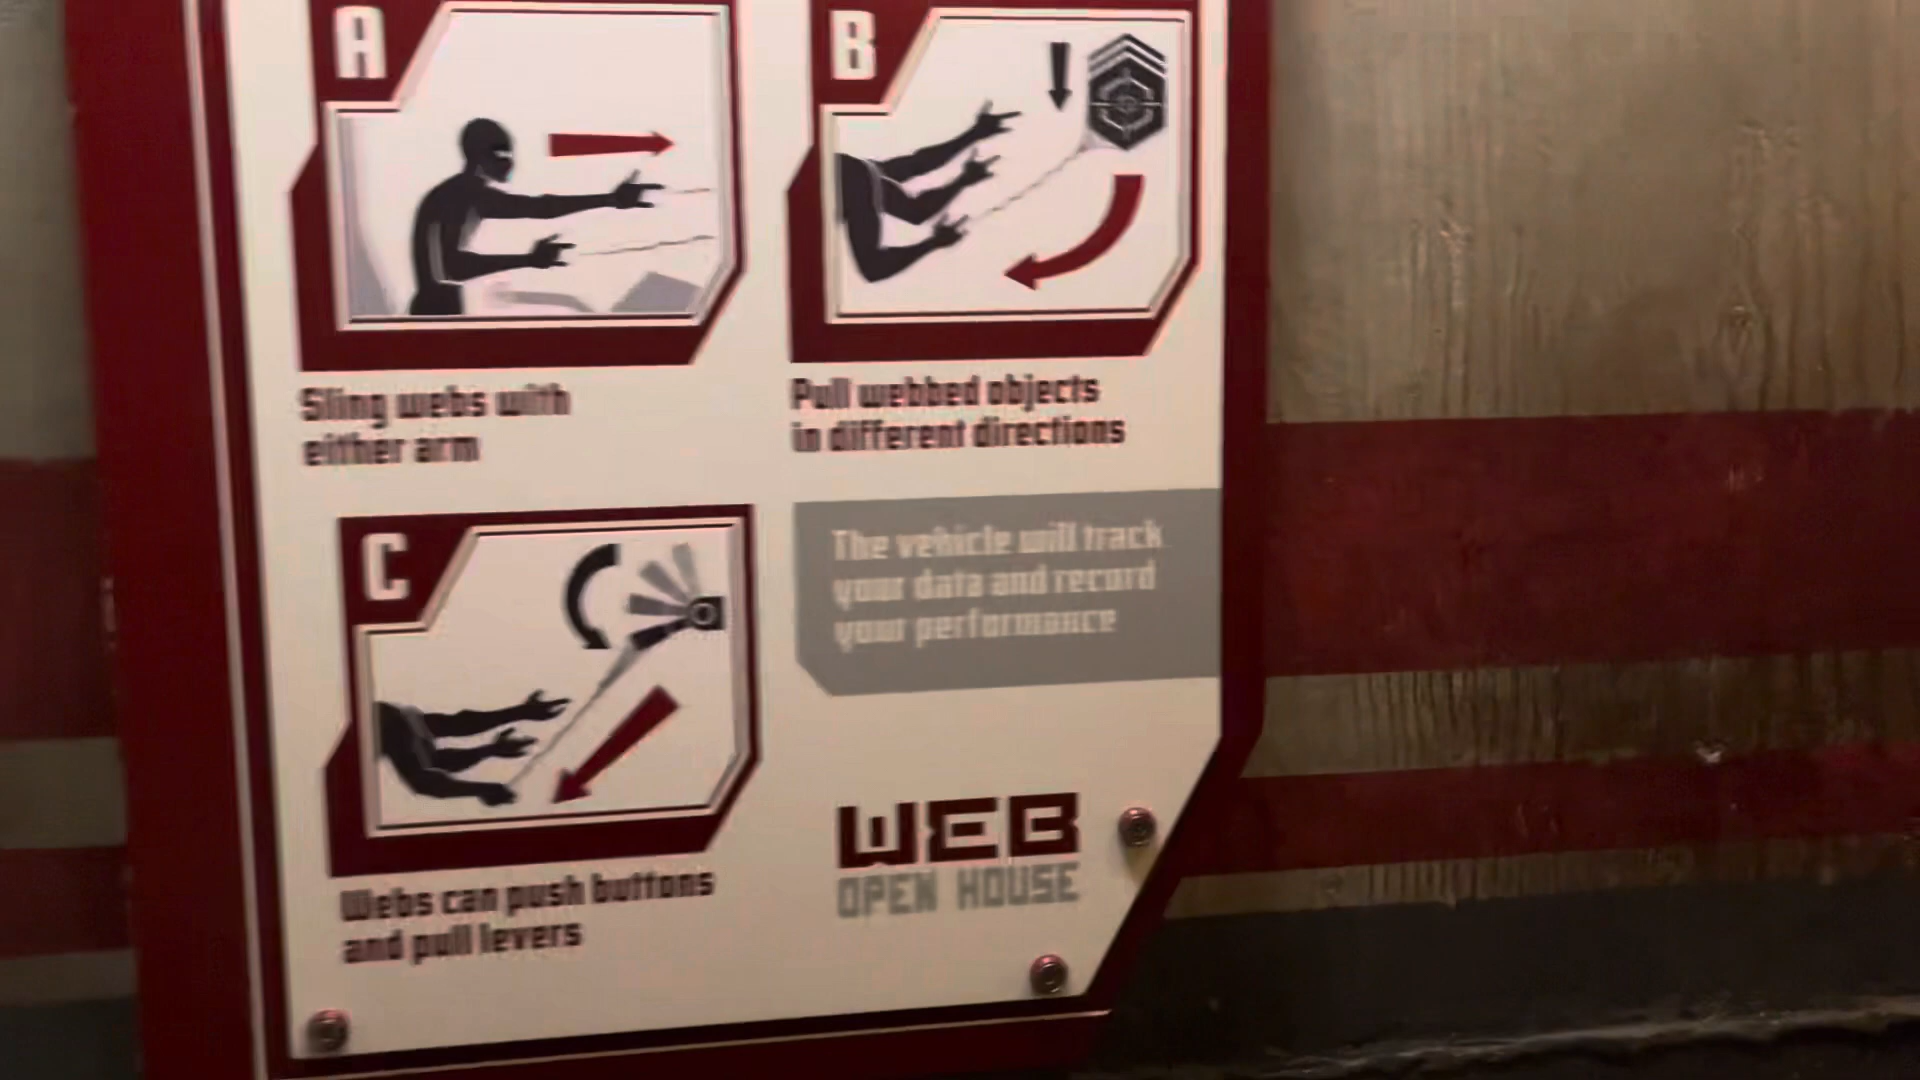 A
Sling webs with
either arm
B
Pull webbed objects
in different directions
C
Webs can push buttons
and pull levers
The vehicle will track
your data and record
your performance
WEB
OPEN HOUSE